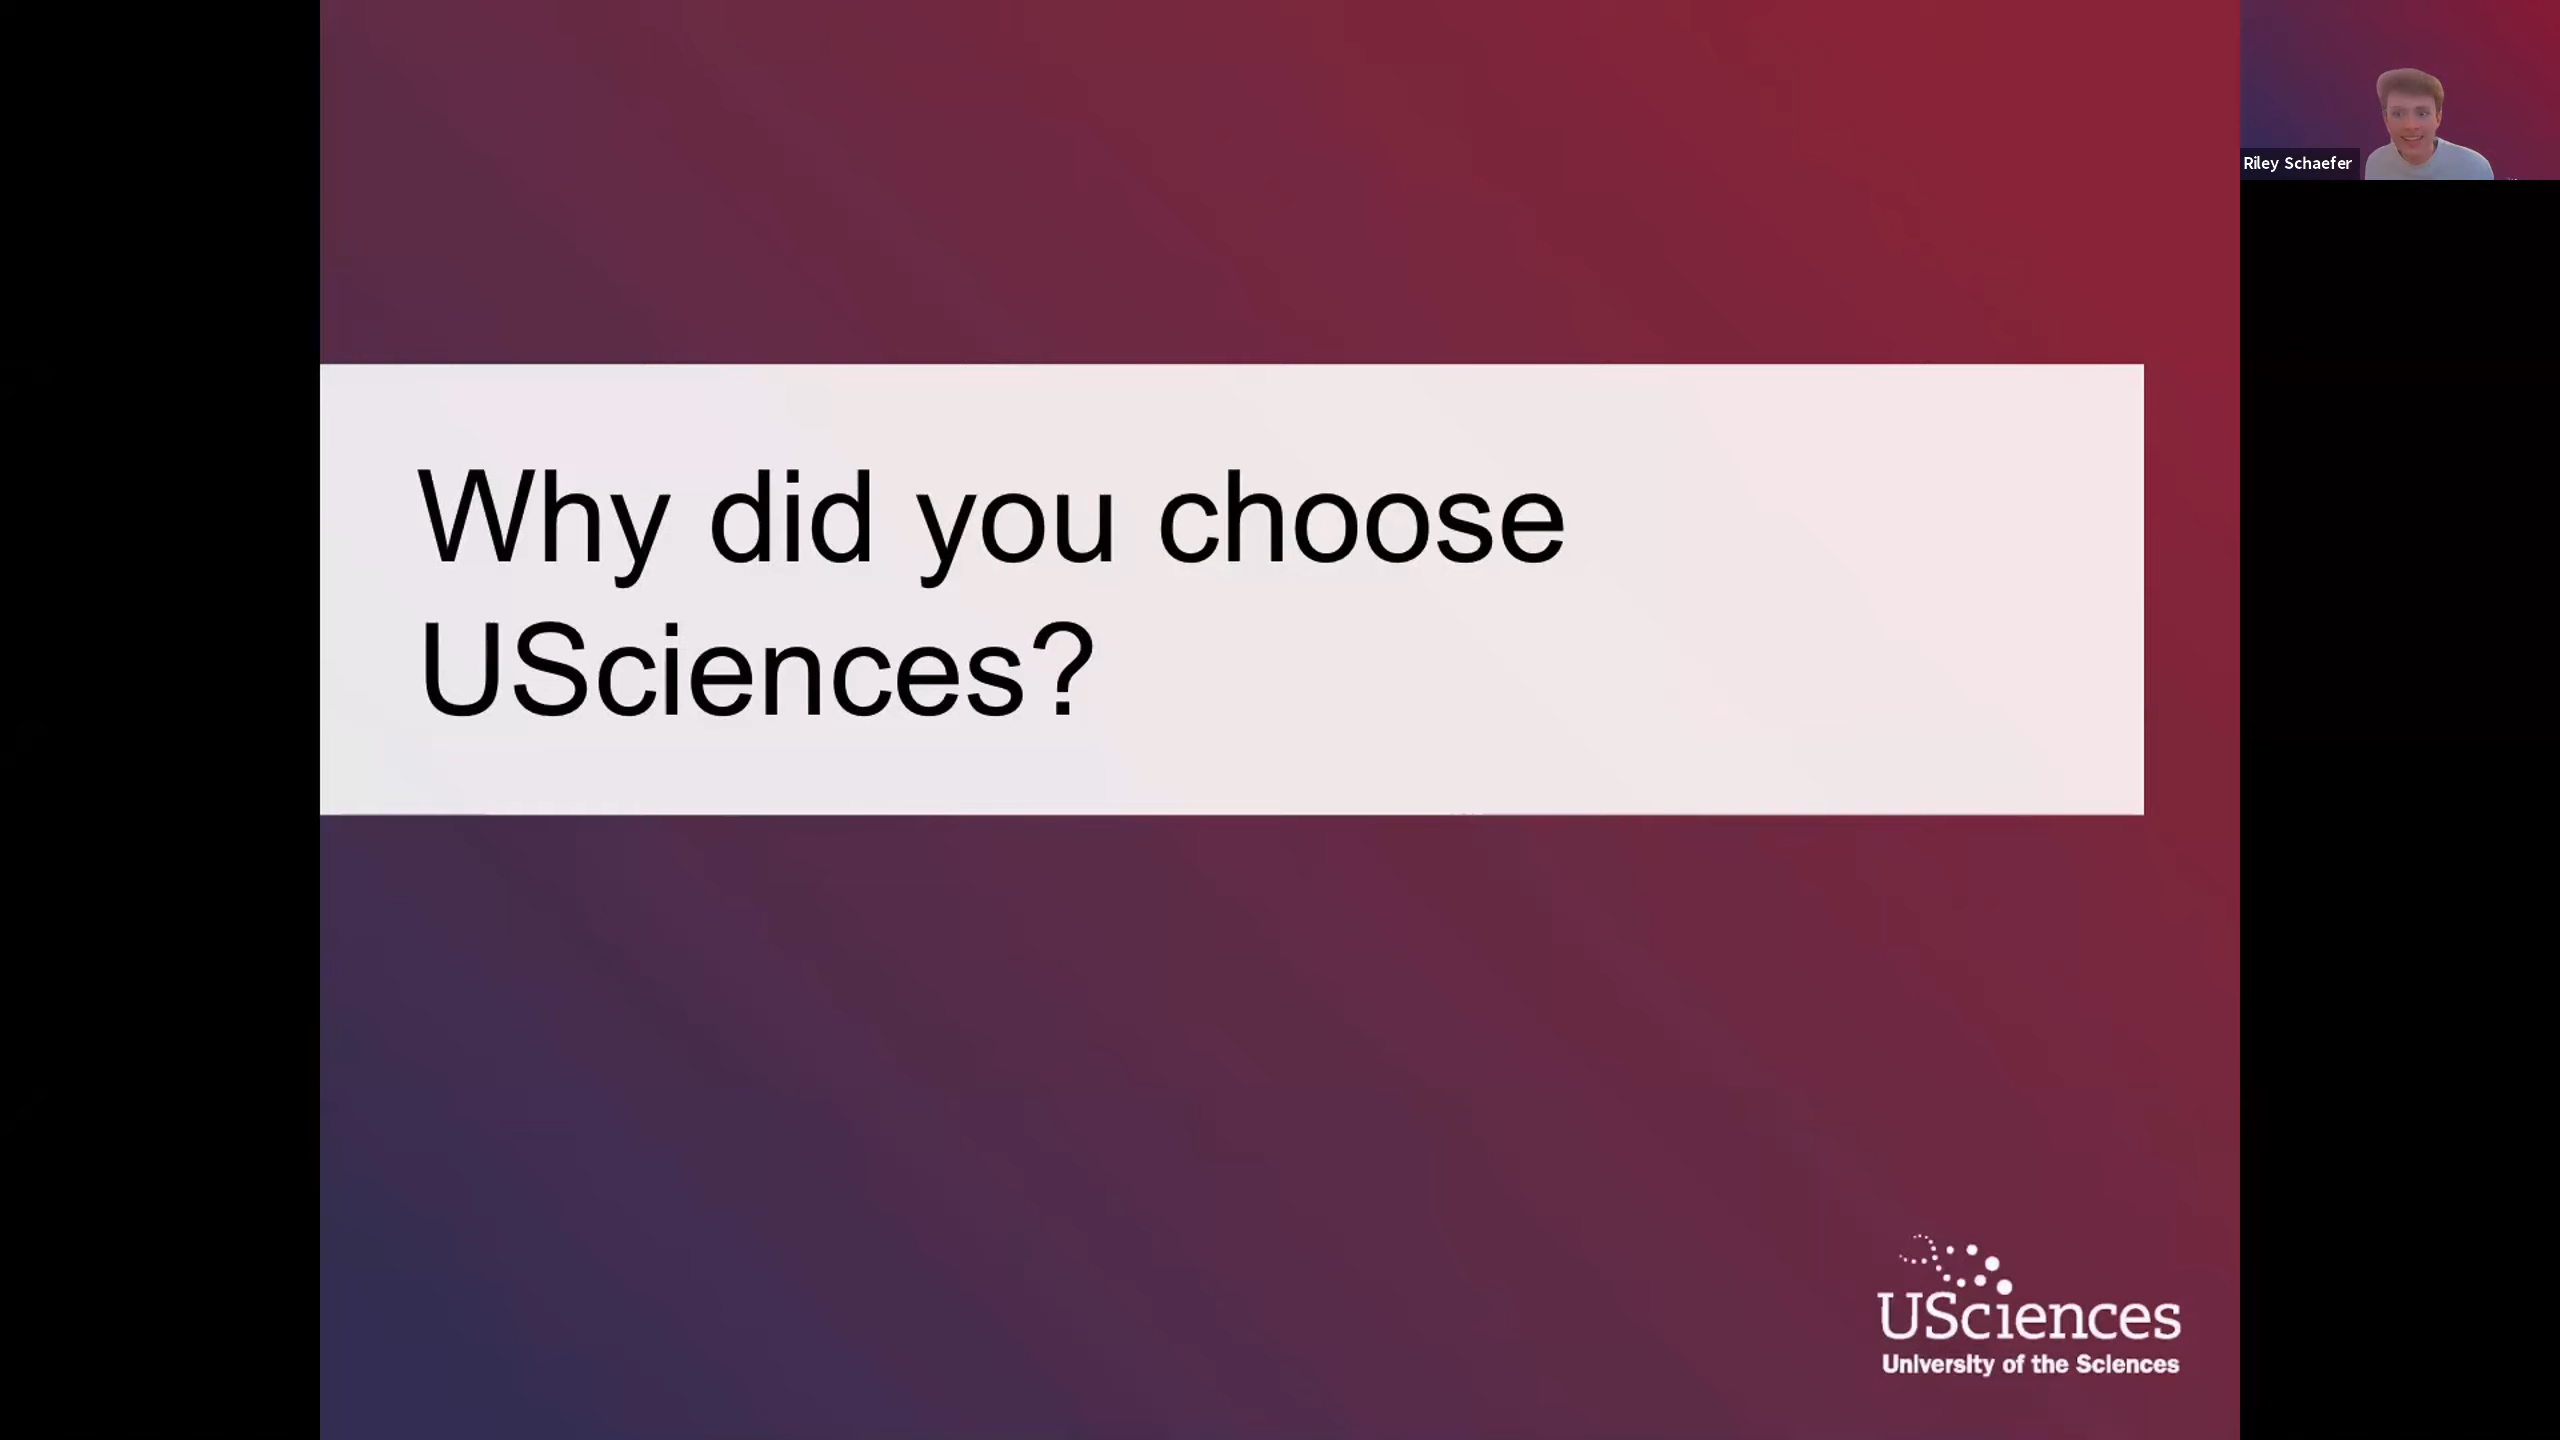 Riley Schaefer
Why did you choose
USciences?
USciences
University of the Sciences